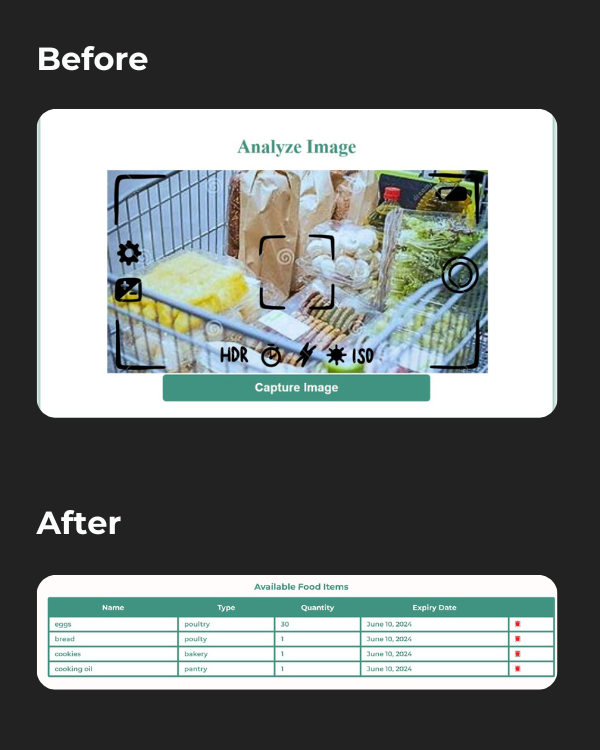 Before
Analyze Image
HDR ISO
Capture Image
After
Available Food Items
Name Type Quantity Expiry Date
eggs poultry 30 June 10, 2024
bread poulty 1 June 10, 2024
cookies bakery 1 June 10, 2024
cooking oil pantry 1 June 10, 2024